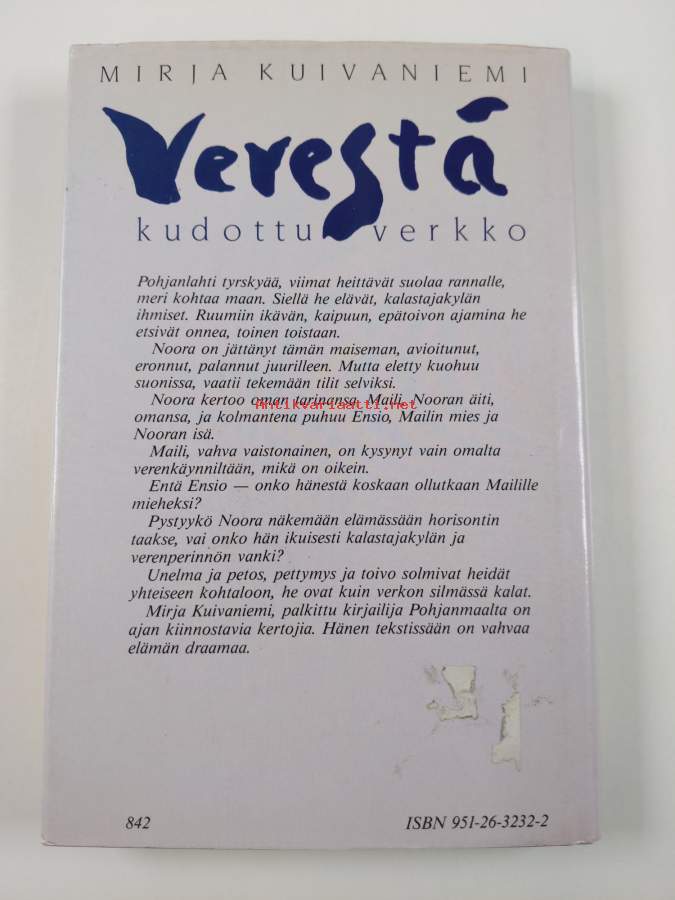 MIRJA KUIVANIEMI
Verestä
kudottu verkko
Pohjanlahti tyrskyää, viimat heittävät suolaa rannalle,
meri kohtaa maan. Siellä he elävät, kalastajakylän
ihmiset. Ruumiin ikävän, kaipuun, epätoivon ajamina he
etsivät onnea, toinen toistaan.
Noora on jättänyt tämän maiseman, avioitunut,
eronnut, palannut juurilleen. Mutta eletty kuohuu
suonissa, vaatii tekemään tilit selviksi.
Noora kertoo oman tarinansa, Maili, Nooran äiti,
Antikvariaatti.net
omansa, ja kolmantena puhuu Ensio, Mailin mies ja
Nooran isä.
Maili, vahva vaistonainen, on kysynyt vain omalta
verenkäynniltään, mikä on oikein.
Entä Ensio — onko hänestä koskaan ollutkaan Mailille
mieheksi?
Pystyykö Noora näkemään elämässään horisontin
taakse, vai onko hän ikuisesti kalastajakylän ja
verenperinnön vanki?
Unelma ja petos, pettymys ja toivo solmivat heidät
yhteiseen kohtaloon, he ovat kuin verkon silmässä kalat.
Mirja Kuivaniemi, palkittu kirjailija Pohjanmaalta on
ajan kiinnostavia kertojia. Hänen tekstissään on vahvaa
elämän draamaa.
842
ISBN 951-26-3232-2